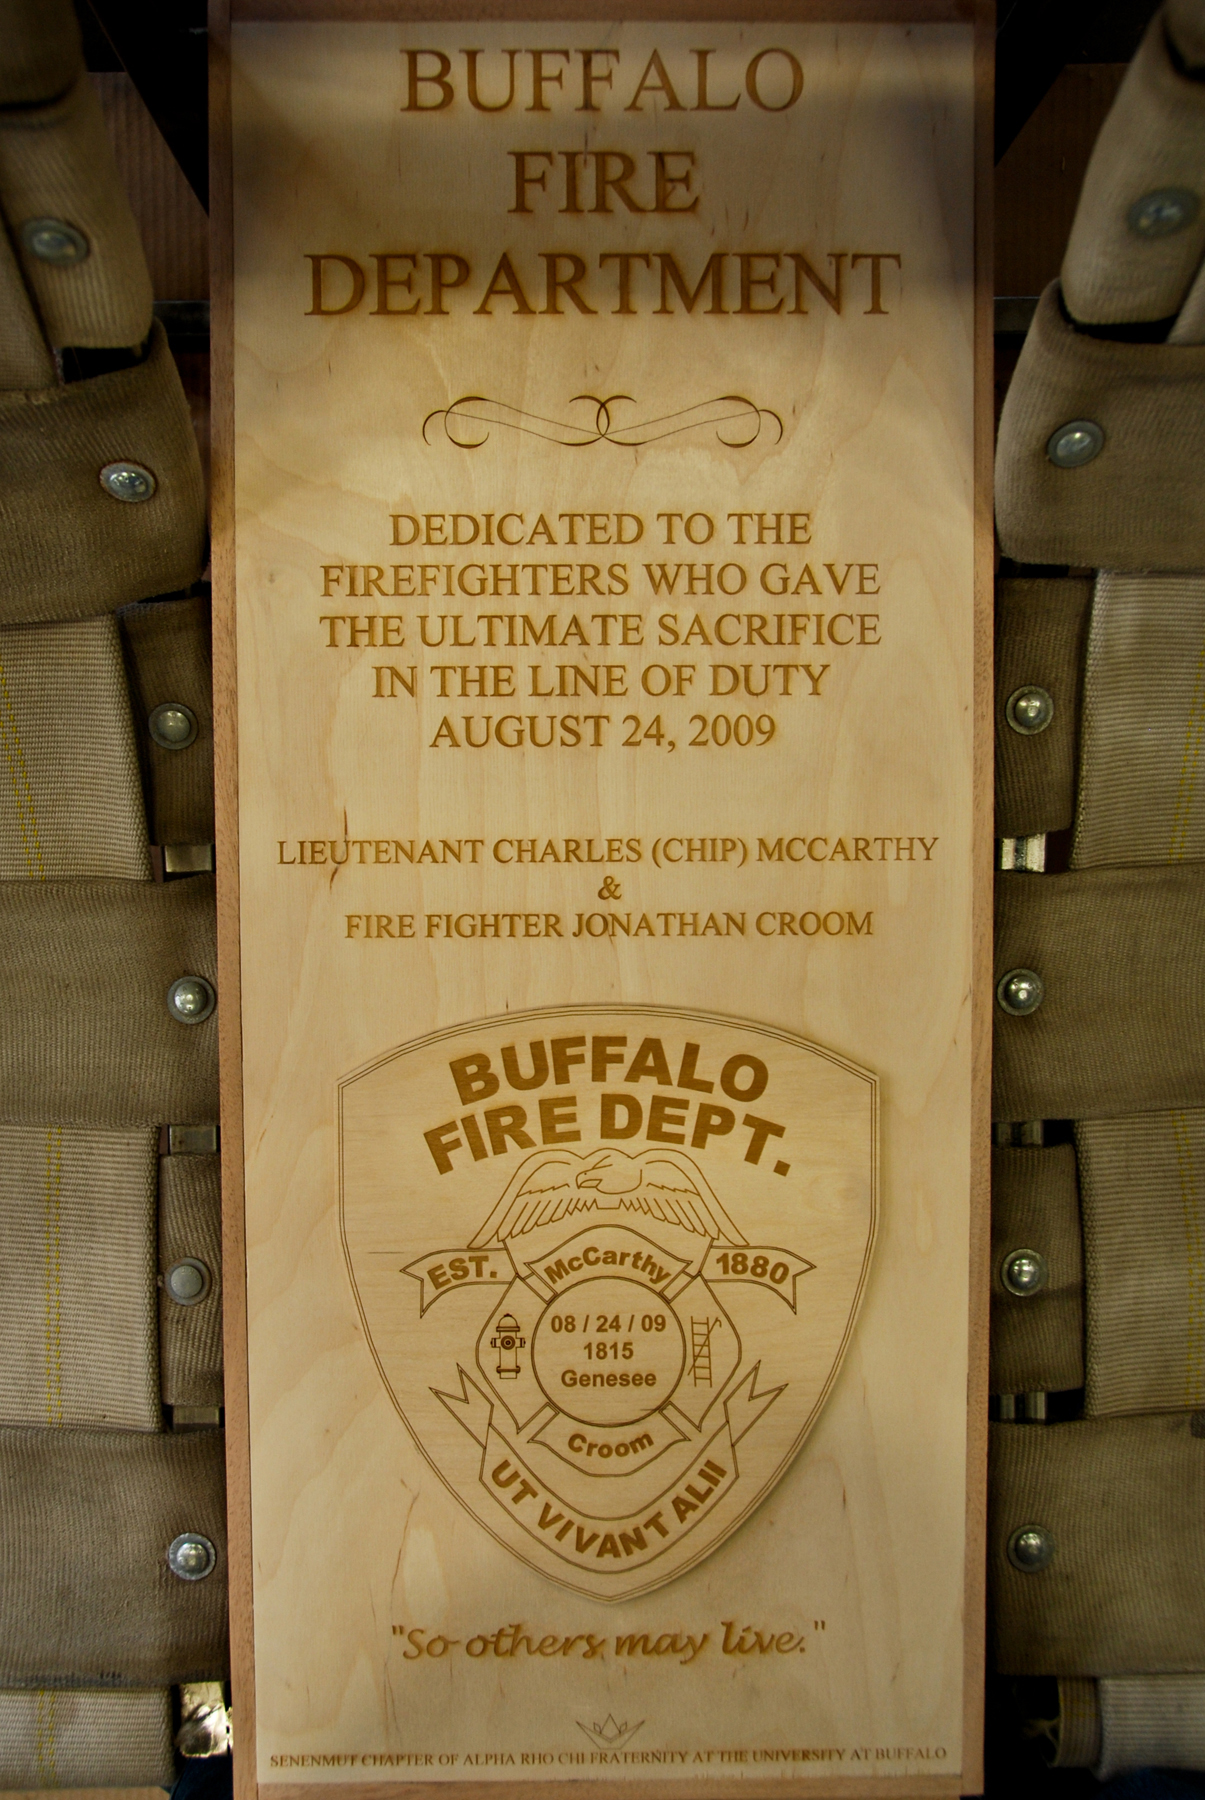 BUFFALO
FIRE
DEPARTMENT
DEDICATED TO THE
FIREFIGHTERS WHO GAVE
THE ULTIMATE SACRIFICE
IN THE LINE OF DUTY
AUGUST 24, 2009
LIEUTENANT CHARLES (CHIP) MCCARTHY
&
FIRE FIGHTER JONATHAN CROOM
BUFFALO
FIRE DEPT.
EST. McCarthy 1880
08 / 24 / 09
1815
Genesee
Croom
UT VIVANT ALII
"So others may live."
SENENMUT CHAPTER OF ALPHA RHO CHI FRATERNITY AT THE UNIVERSITY AT BUFFALO